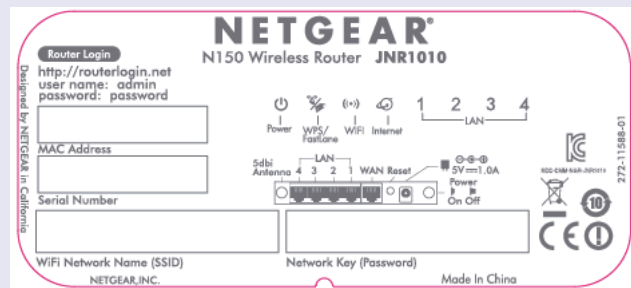 NETGEAR®
N150 Wireless Router JNR1010
Router Login
http://routerlogin.net
user name: admin
password: password
MAC Address
Serial Number
WiFi Network Name (SSID)
Network Key (Password)
Power
WPS/
FastLane
WiFi
Internet
1 2 3 4
LAN
5dbi
Antenna
LAN
4 3 2 1
WAN Reset
5V 1.0A
Power
On Off
10
CE
NETGEAR,INC.
Made In China
Designed by NETGEAR in California
272-11588-01